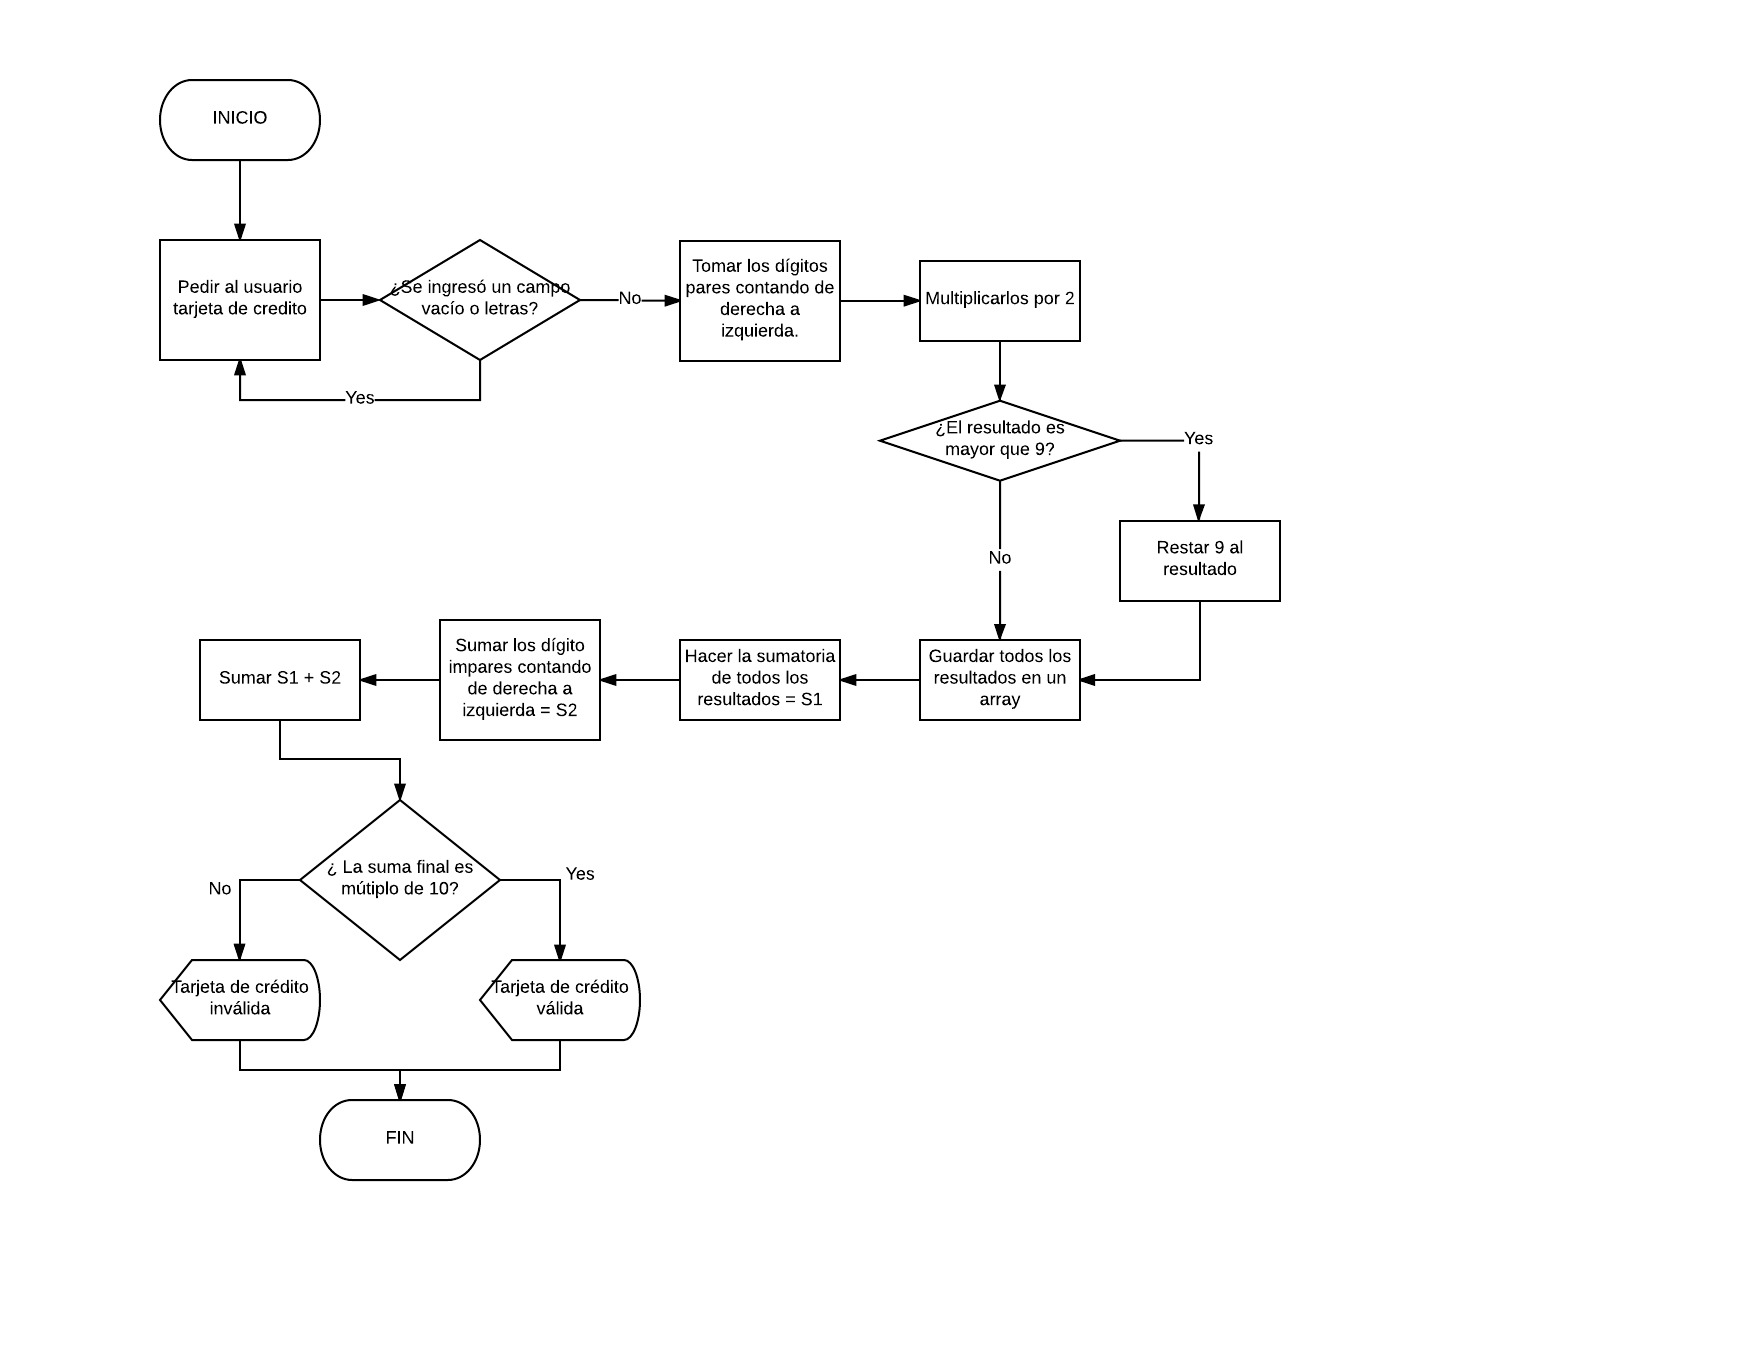 INICIO
Pedir al usuario
tarjeta de credito
¿Se ingresó un campo
vacío o letras?
No
Yes
Tomar los dígitos
pares contando de
derecha a
izquierda.
Multiplicarlos por 2
¿El resultado es
mayor que 9?
Yes
No
Restar 9 al
resultado
Guardar todos los
resultados en un
array
Hacer la sumatoria
de todos los
resultados = S1
Sumar los dígito
impares contando
de derecha a
izquierda = S2
Sumar S1 + S2
¿ La suma final es
mútiplo de 10?
No
Yes
Tarjeta de crédito
inválida
Tarjeta de crédito
válida
FIN